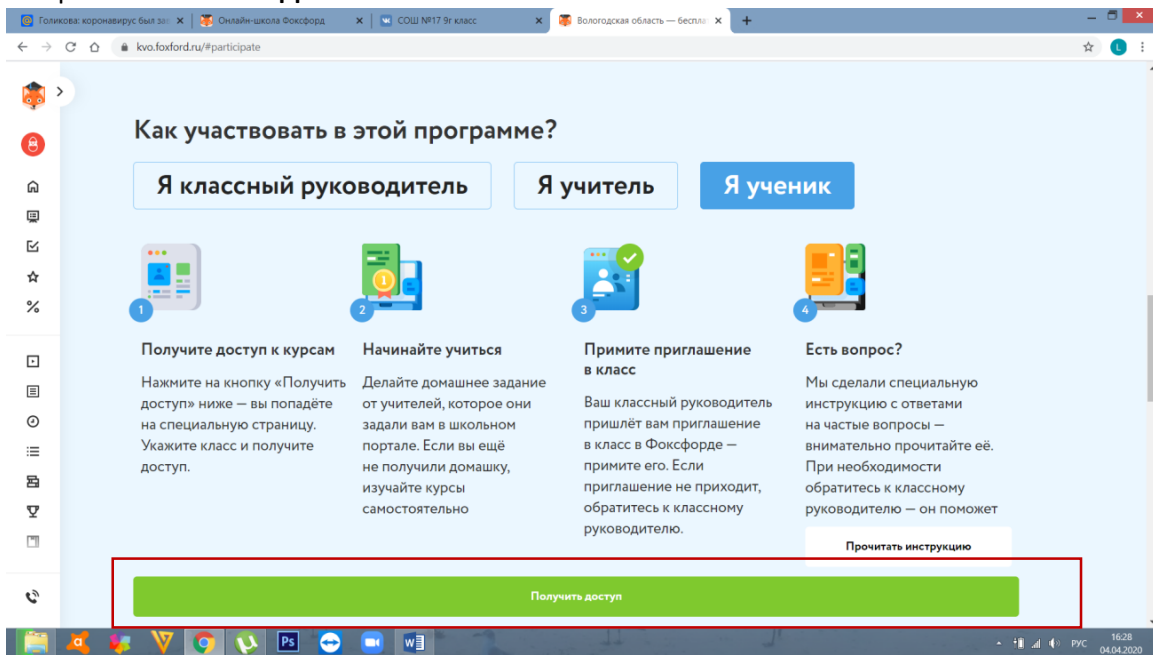 Голикова: коронавирус был зав
Онлайн-школа Фоксфорд
СОШ №17 9г класс
Вологодская область — бесплат
kvo.foxford.ru/#participate
L
Как участвовать в этой программе?
Я классный руководитель
Я учитель
Я ученик
1
Получите доступ к курсам
Нажмите на кнопку «Получить
доступ» ниже — вы попадёте
на специальную страницу.
Укажите класс и получите
доступ.
2
Начинайте учиться
Делайте домашнее задание
от учителей, которое они
задали вам в школьном
портале. Если вы ещё
не получили домашку,
изучайте курсы
самостоятельно
3
Примите приглашение
в класс
Ваш классный руководитель
пришлёт вам приглашение
в класс в Фоксфорде —
примите его. Если
приглашение не приходит,
обратитесь к классному
руководителю.
4
Есть вопрос?
Мы сделали специальную
инструкцию с ответами
на частые вопросы —
внимательно прочитайте её.
При необходимости
обратитесь к классному
руководителю — он поможет
Прочитать инструкцию
Получить доступ
Ps
РУС
16:28
04.04.2020